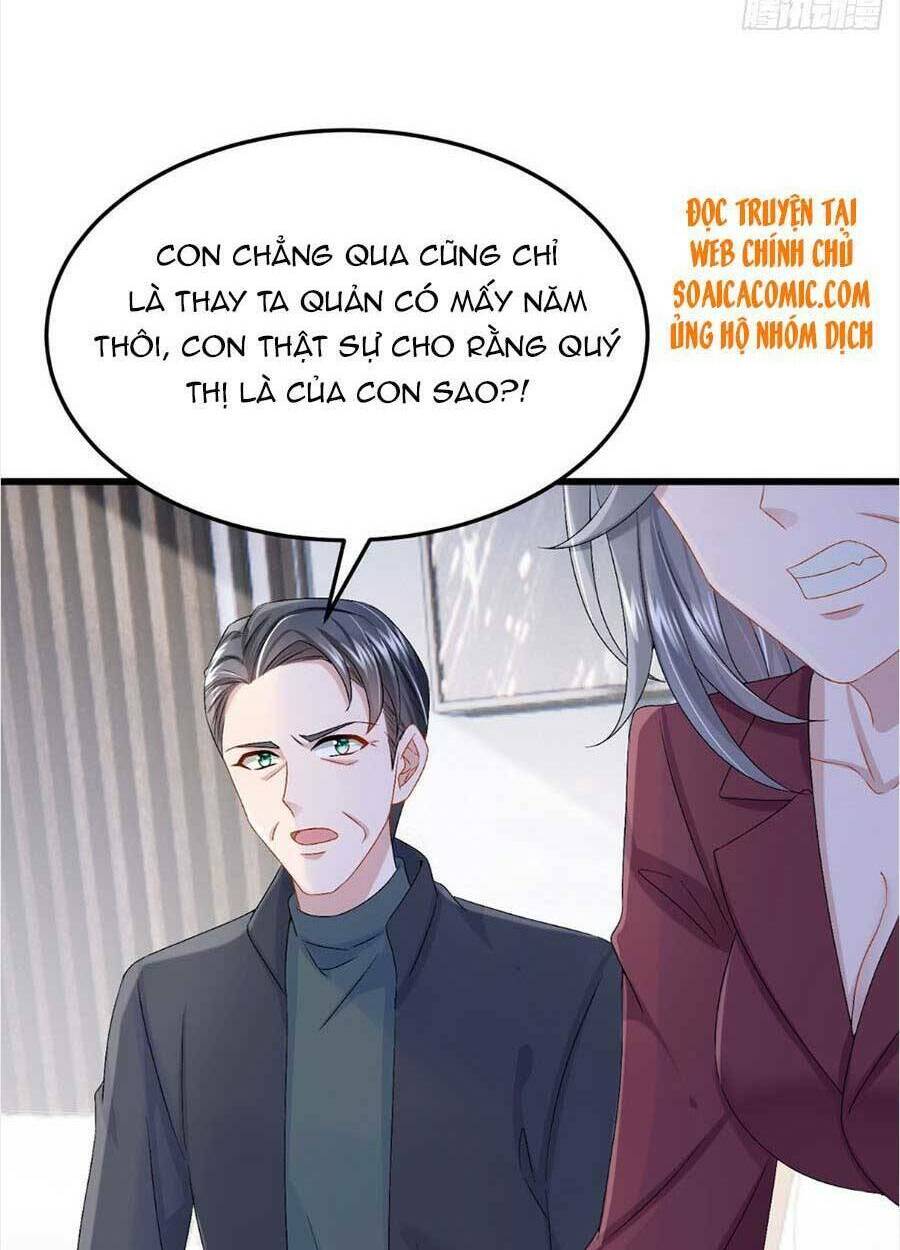 ĐỌC TRUYỆN TẠI
WEB CHÍNH CHỦ
SOAICACOMIC.COM
ỦNG HỘ NHÓM DỊCH
CON CHẲNG QUA CŨNG CHỈ
LÀ THAY TA QUẢN CÓ MẤY NĂM
THÔI, CON THẬT SỰ CHO RẰNG QUÝ
THỊ LÀ CỦA CON SAO?!